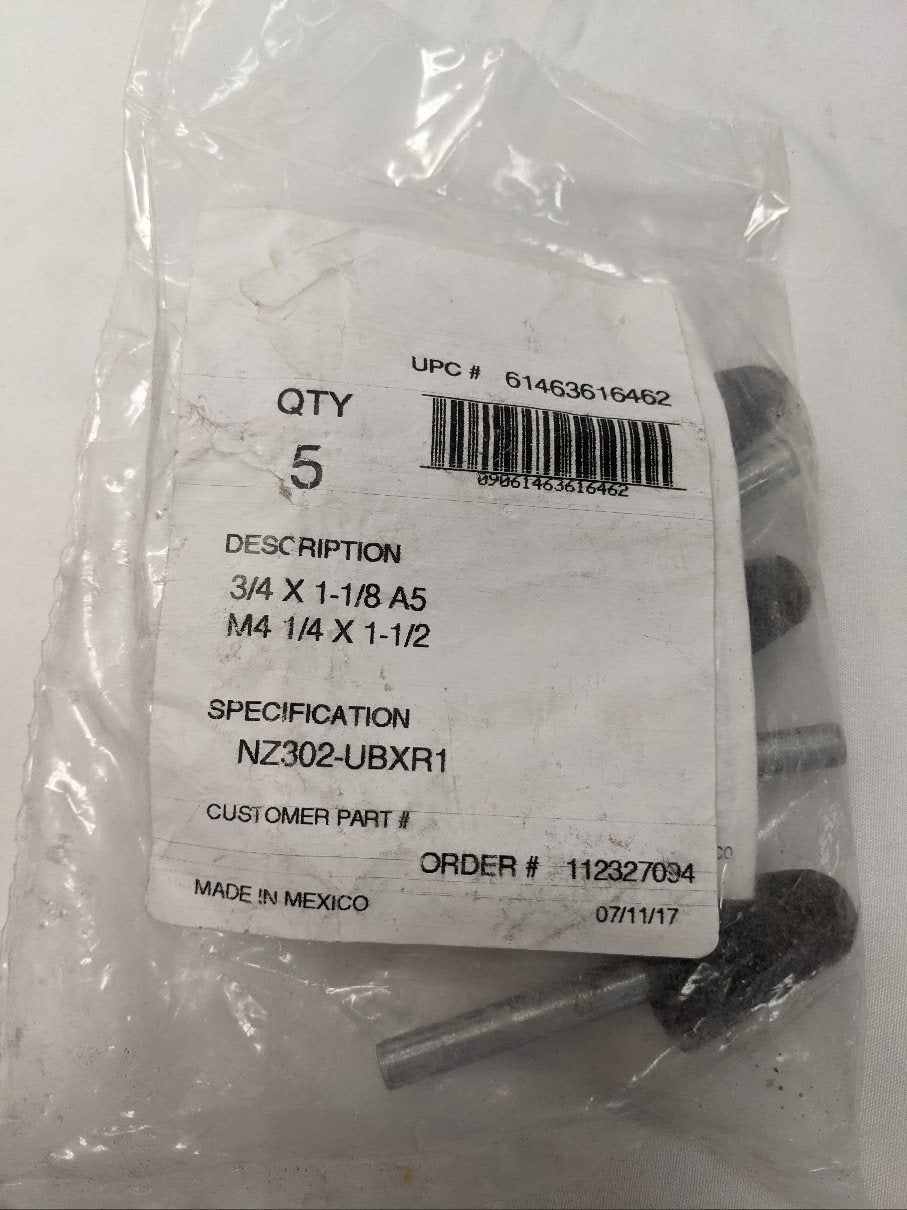 UPC # 61463616462
QTY
5
09061463616462
DESCRIPTION
3/4 X 1-1/8 A5
M4 1/4 X 1-1/2
SPECIFICATION
NZ302-UBXR1
CUSTOMER PART #
ORDER # 112327094
MADE IN MEXICO
07/11/17
CO